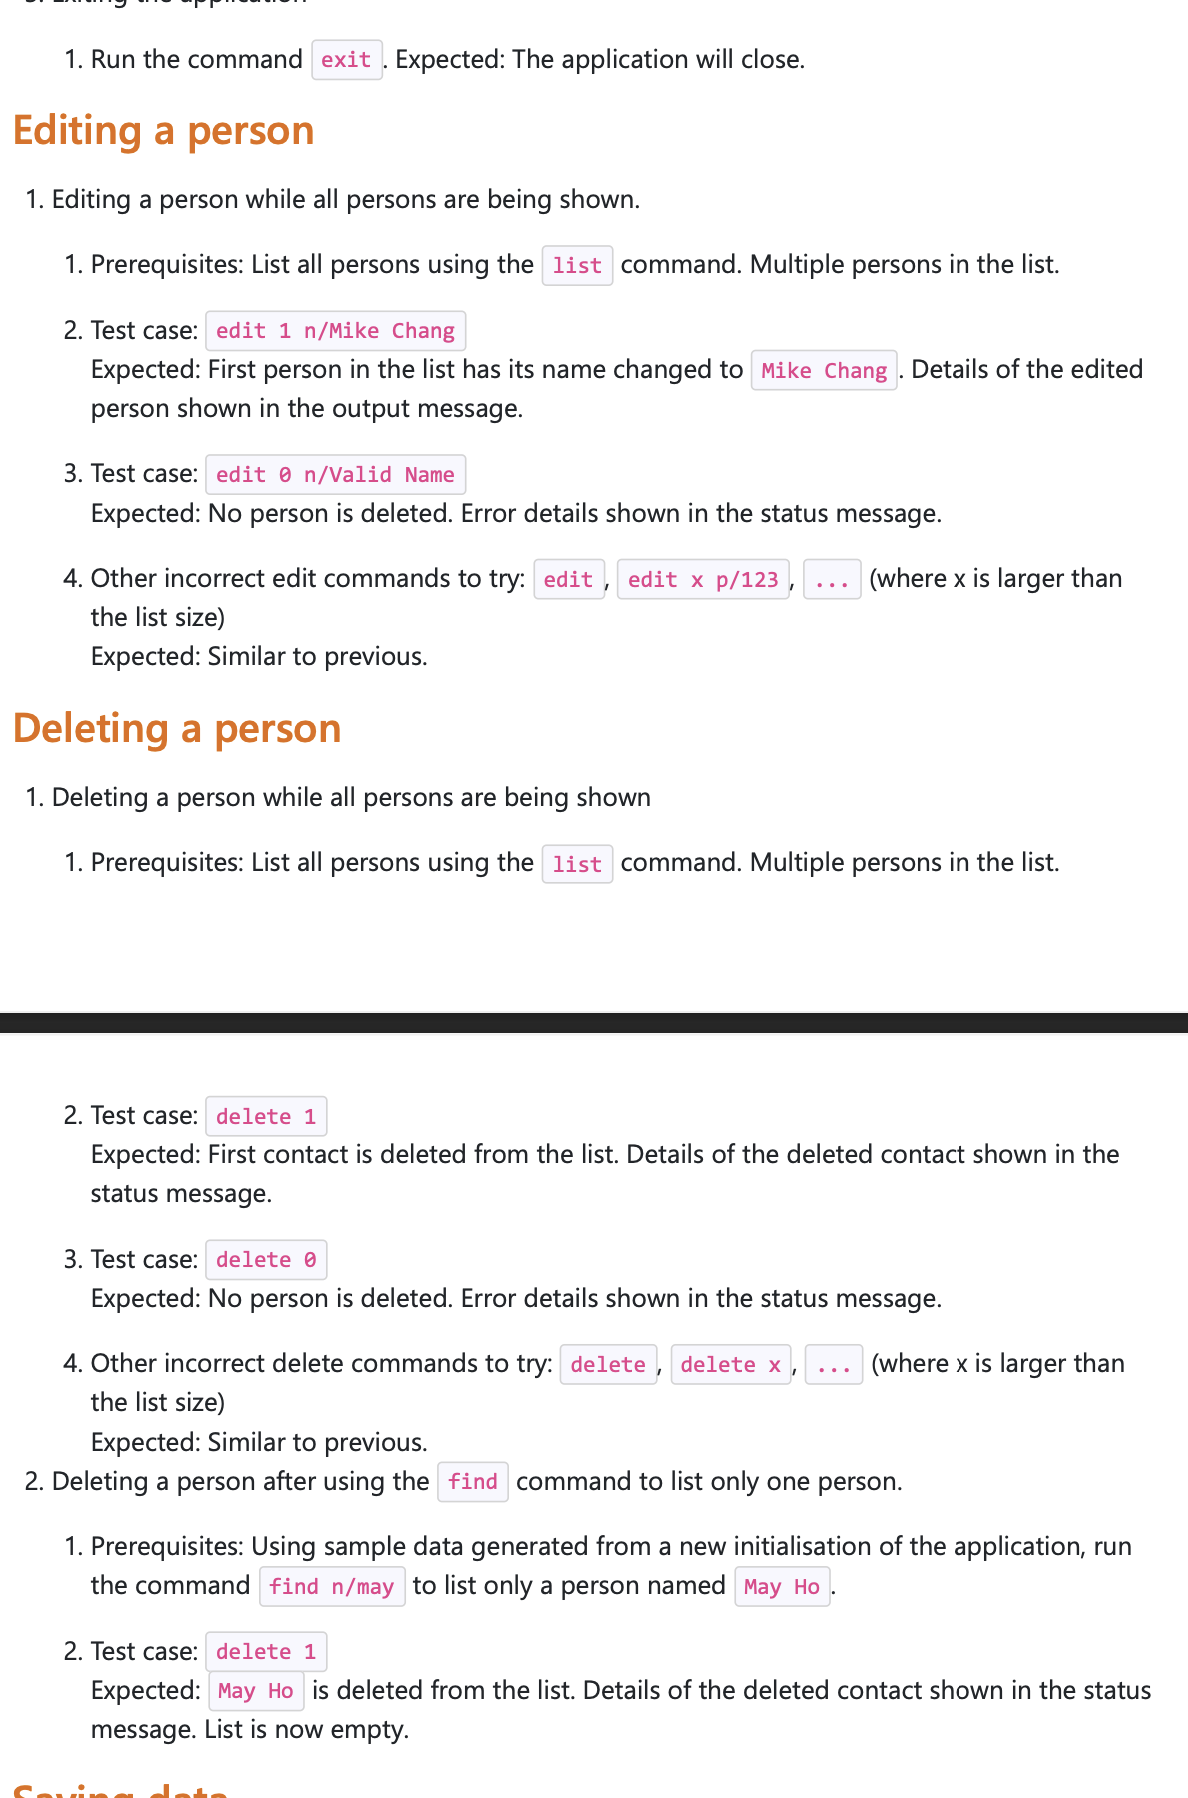 1. Run the command exit. Expected: The application will close.
Editing a person
1. Editing a person while all persons are being shown.
1. Prerequisites: List all persons using the list command. Multiple persons in the list.
2. Test case: edit 1 n/Mike Chang
Expected: First person in the list has its name changed to Mike Chang. Details of the edited
person shown in the output message.
3. Test case: edit 0 n/Valid Name
Expected: No person is deleted. Error details shown in the status message.
4. Other incorrect edit commands to try: edit, edit x p/123, ... (where x is larger than
the list size)
Expected: Similar to previous.
Deleting a person
1. Deleting a person while all persons are being shown
1. Prerequisites: List all persons using the list command. Multiple persons in the list.
2. Test case: delete 1
Expected: First contact is deleted from the list. Details of the deleted contact shown in the
status message.
3. Test case: delete 0
Expected: No person is deleted. Error details shown in the status message.
4. Other incorrect delete commands to try: delete, delete x, ... (where x is larger than
the list size)
Expected: Similar to previous.
2. Deleting a person after using the find command to list only one person.
1. Prerequisites: Using sample data generated from a new initialisation of the application, run
the command find n/may to list only a person named May Ho.
2. Test case: delete 1
Expected: May Ho is deleted from the list. Details of the deleted contact shown in the status
message. List is now empty.
Saving data